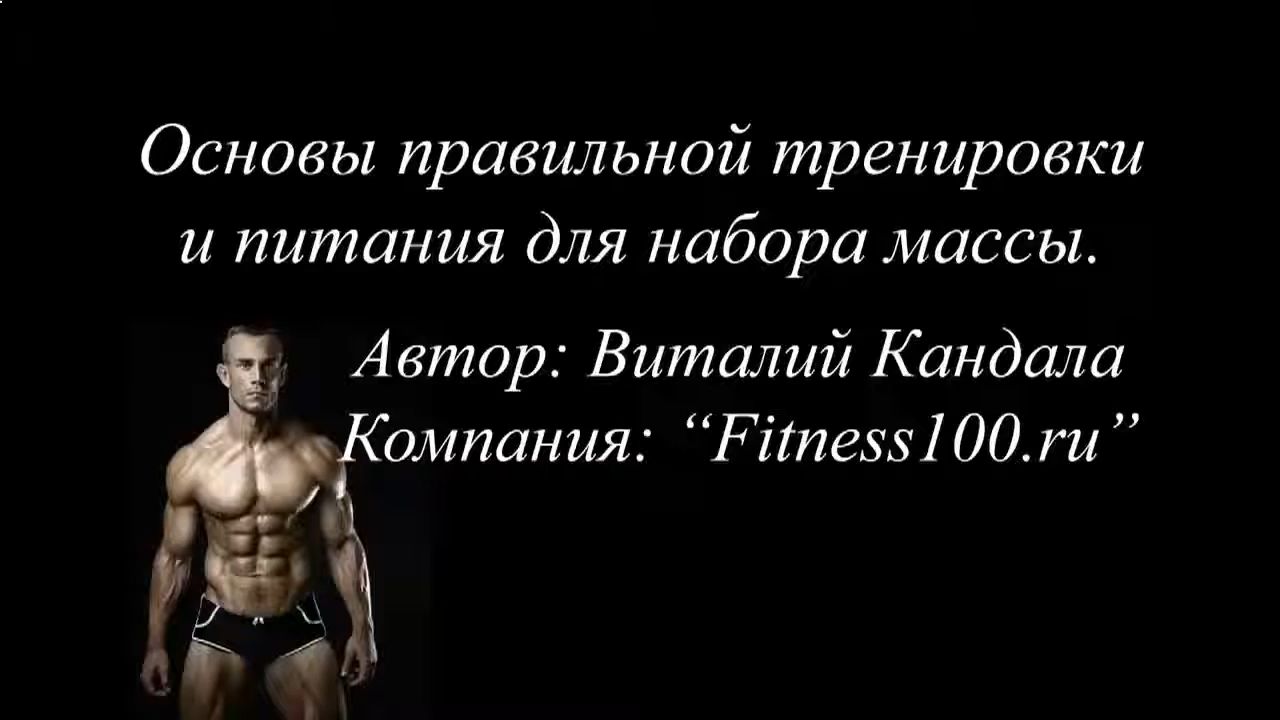 Основы правильной тренировки
и питания для набора массы.
Автор: Виталий Кандала
Компания: “Fitness100.ru”